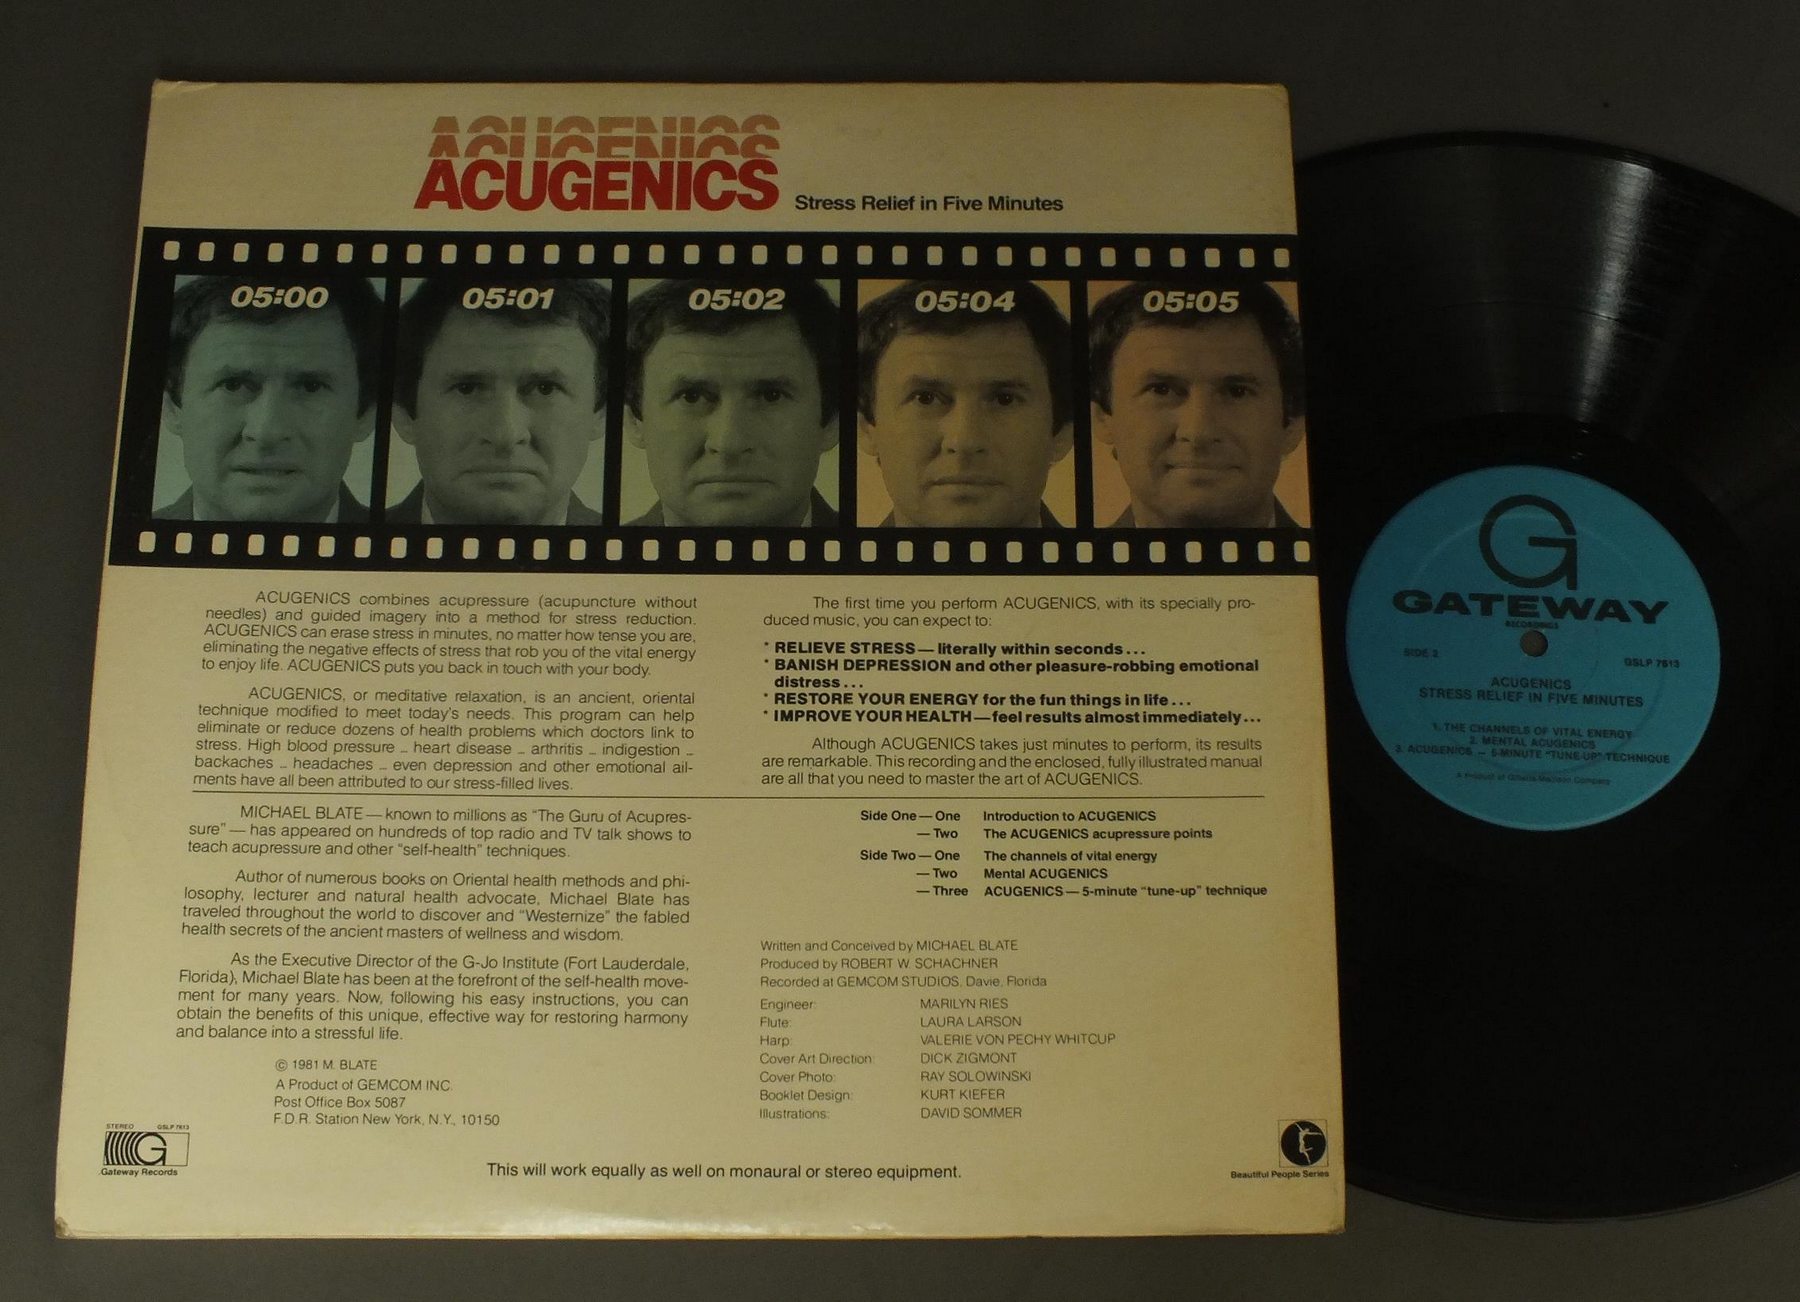 ACUGENICS
ACUGENICS
ACUGENICS Stress Relief in Five Minutes
05:00 05:01 05:02 05:04 05:05
ACUGENICS combines acupressure (acupuncture without
needles) and guided imagery into a method for stress reduction.
ACUGENICS can erase stress in minutes, no matter how tense you are,
eliminating the negative effects of stress that rob you of the vital energy
to enjoy life. ACUGENICS puts you back in touch with your body.
ACUGENICS, or meditative relaxation, is an ancient, oriental
technique modified to meet today's needs. This program can help
eliminate or reduce dozens of health problems which doctors link to
stress. High blood pressure ... heart disease ... arthritis ... indigestion ...
backaches ... headaches ... even depression and other emotional ail-
ments have all been attributed to our stress-filled lives.
The first time you perform ACUGENICS, with its specially pro-
duced music, you can expect to:
* RELIEVE STRESS — literally within seconds...
* BANISH DEPRESSION and other pleasure-robbing emotional
distress...
* RESTORE YOUR ENERGY for the fun things in life...
* IMPROVE YOUR HEALTH — feel results almost immediately...
Although ACUGENICS takes just minutes to perform, its results
are remarkable. This recording and the enclosed, fully illustrated manual
are all that you need to master the art of ACUGENICS.
MICHAEL BLATE — known to millions as "The Guru of Acupres-
sure" — has appeared on hundreds of top radio and TV talk shows to
teach acupressure and other "self-health" techniques.
Author of numerous books on Oriental health methods and phi-
losophy, lecturer and natural health advocate, Michael Blate has
traveled throughout the world to discover and "Westernize" the fabled
health secrets of the ancient masters of wellness and wisdom.
As the Executive Director of the G-Jo Institute (Fort Lauderdale,
Florida), Michael Blate has been at the forefront of the self-health move-
ment for many years. Now, following his easy instructions, you can
obtain the benefits of this unique, effective way for restoring harmony
and balance into a stressful life.
© 1981 M. BLATE
A Product of GEMCOM INC.
Post Office Box 5087
F.D.R. Station New York, N.Y., 10150
Side One — One Introduction to ACUGENICS
— Two The ACUGENICS acupressure points
Side Two — One The channels of vital energy
— Two Mental ACUGENICS
— Three ACUGENICS — 5-minute "tune-up" technique
Written and Conceived by MICHAEL BLATE
Produced by ROBERT W. SCHACHNER
Recorded at GEMCOM STUDIOS, Davie, Florida
Engineer: MARILYN RIES
Flute: LAURA LARSON
Harp: VALERIE VON PECHY WHITCUP
Cover Art Direction: DICK ZIGMONT
Cover Photo: RAY SOLOWINSKI
Booklet Design: KURT KIEFER
Illustrations: DAVID SOMMER
STEREO GSLP 7613
G
Gateway Records
This will work equally as well on monaural or stereo equipment.
Beautiful People Series
G
GATEWAY
RECORDINGS
SIDE 2 GSLP 7613
ACUGENICS
STRESS RELIEF IN FIVE MINUTES
1. THE CHANNELS OF VITAL ENERGY
2. MENTAL ACUGENICS
3. ACUGENICS — 5-MINUTE "TUNE UP" TECHNIQUE
A Product of Company